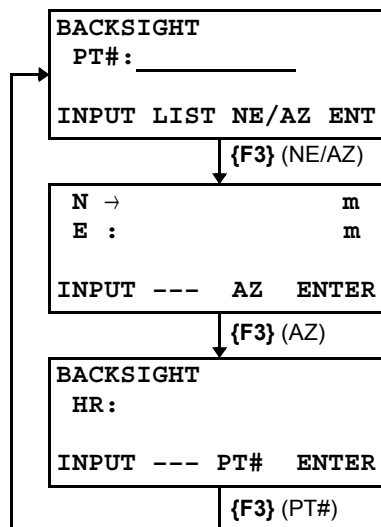 BACKSIGHT
PT#:
INPUT LIST NE/AZ ENT
{F3} (NE/AZ)
N → m
E : m
INPUT --- AZ ENTER
{F3} (AZ)
BACKSIGHT
HR:
INPUT --- PT# ENTER
{F3} (PT#)